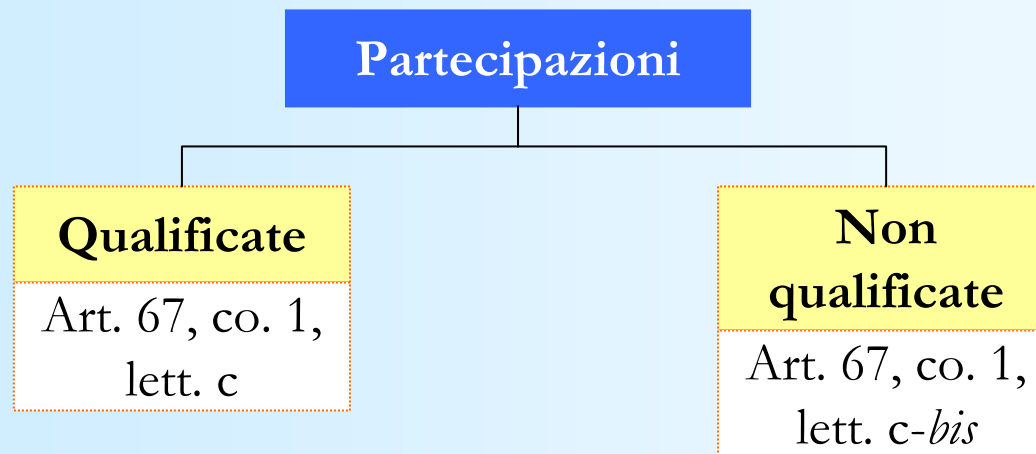 Partecipazioni
Qualificate
Art. 67, co. 1,
lett. c
Non
qualificate
Art. 67, co. 1,
lett. c-bis